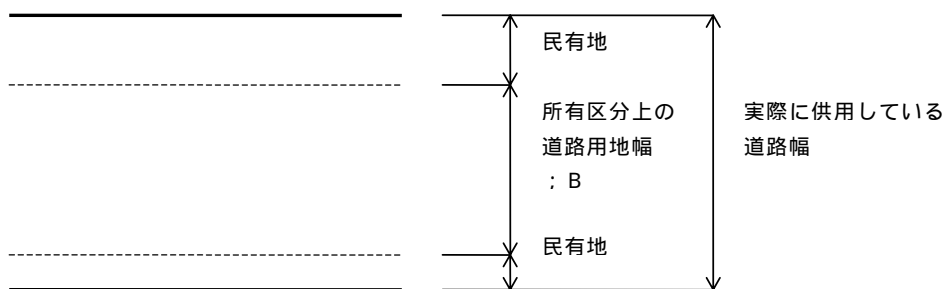 民有地
所有区分上の
道路用地幅
；Ｂ
実際に供用している
道路幅
民有地